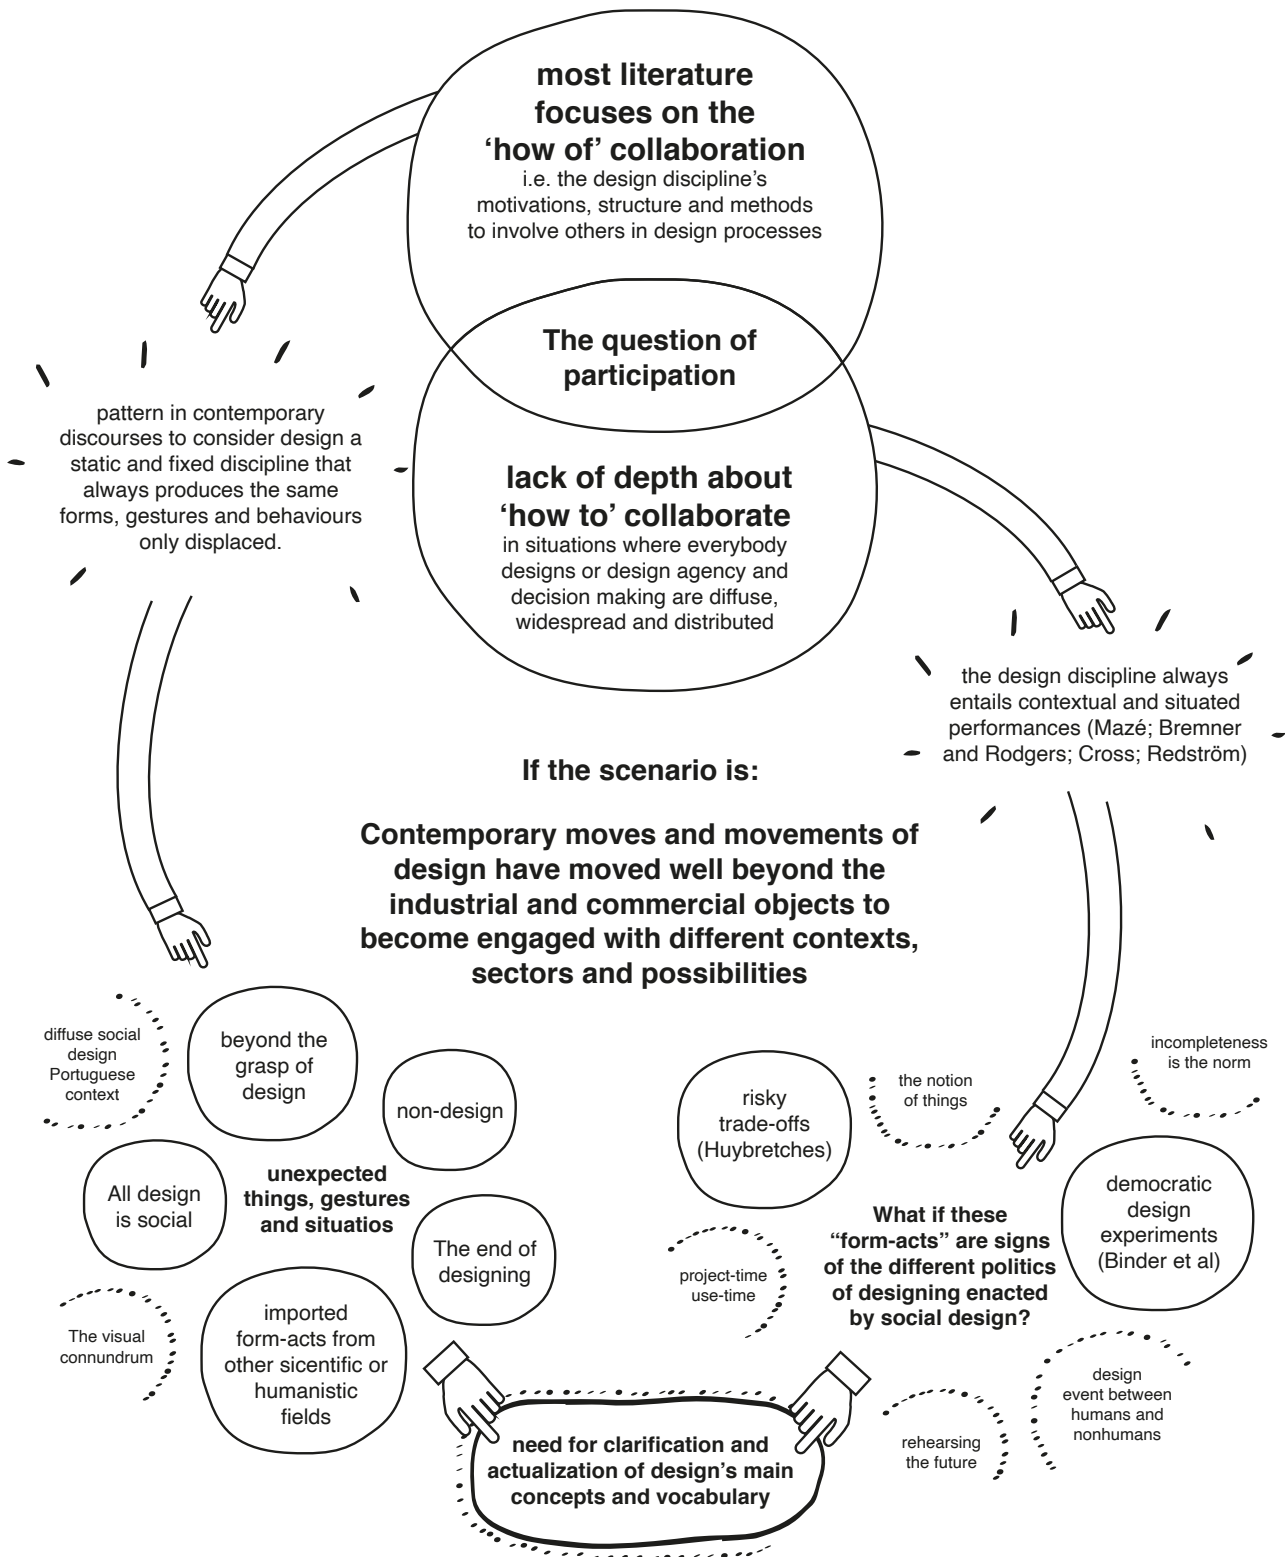 most literature
focuses on the
‘how of’ collaboration
i.e. the design discipline’s
motivations, structure and methods
to involve others in design processes
The question of
participation
lack of depth about
‘how to’ collaborate
in situations where everybody
designs or design agency and
decision making are diffuse,
widespread and distributed
pattern in contemporary
discourses to consider design a
static and fixed discipline that
always produces the same
forms, gestures and behaviours
only displaced.
the design discipline always
entails contextual and situated
performances (Mazé; Bremner
and Rodgers; Cross; Redström)
If the scenario is:
Contemporary moves and movements of
design have moved well beyond the
industrial and commercial objects to
become engaged with different contexts,
sectors and possibilities
diffuse social
design
Portuguese
context
beyond the
grasp of
design
non-design
All design
is social
unexpected
things, gestures
and situatios
The end of
designing
The visual
connundrum
imported
form-acts from
other sicentific or
humanistic
fields
risky
trade-offs
(Huybretches)
the notion
of things
incompleteness
is the norm
democratic
design
experiments
(Binder et al)
What if these
“form-acts” are signs
of the different politics
of designing enacted
by social design?
project-time
use-time
design
event between
humans and
nonhumans
rehearsing
the future
need for clarification and
actualization of design’s main
concepts and vocabulary